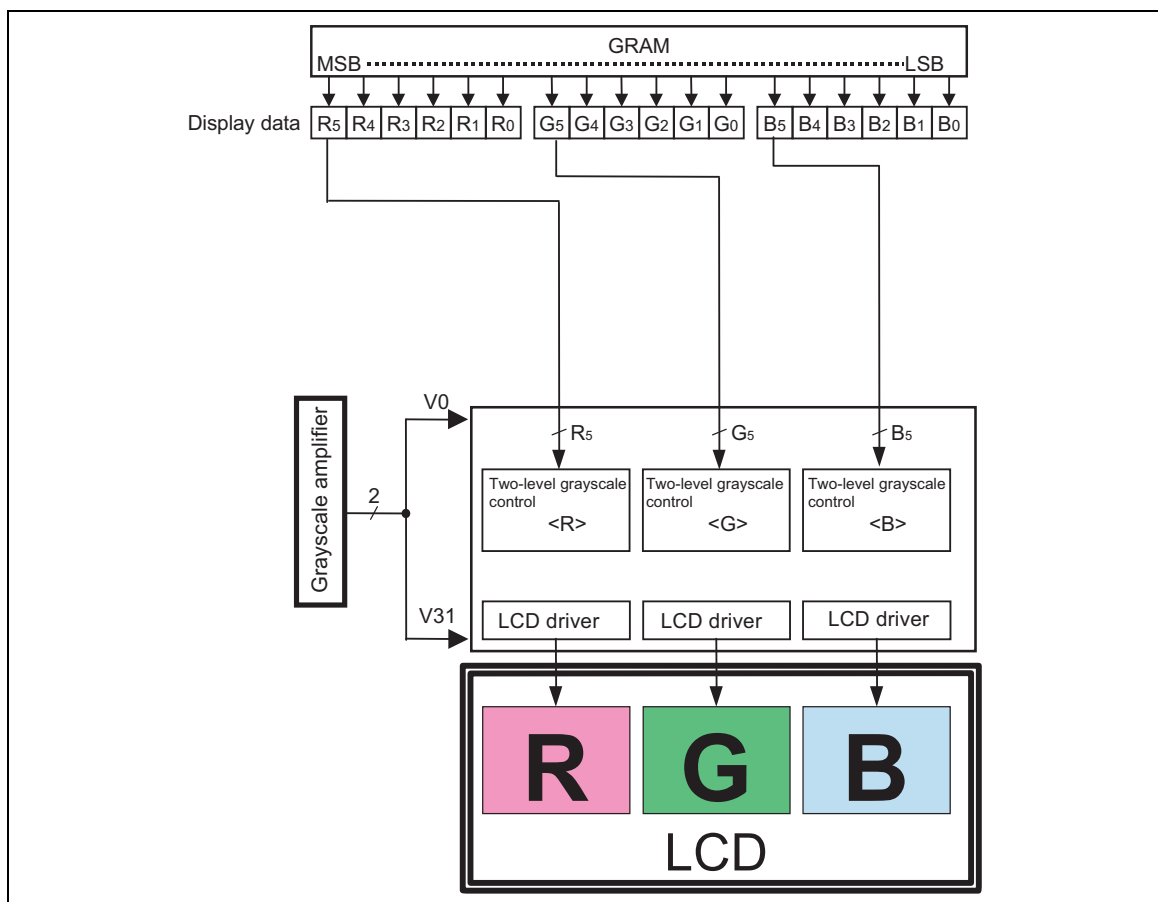 GRAM
MSB LSB
Display data R5 R4 R3 R2 R1 R0 G5 G4 G3 G2 G1 G0 B5 B4 B3 B2 B1 B0
Grayscale amplifier
2
V0
V31
R5 G5 B5
Two-level grayscale control <R>
Two-level grayscale control <G>
Two-level grayscale control <B>
LCD driver LCD driver LCD driver
R G B
LCD